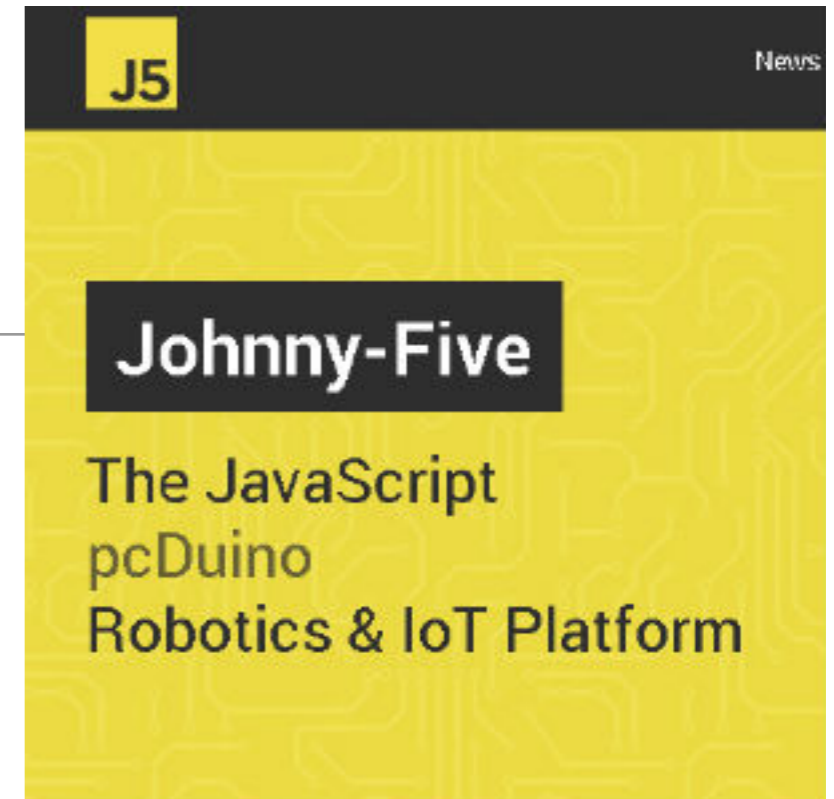 J5
News
Johnny-Five
The JavaScript
pcDuino
Robotics & IoT Platform